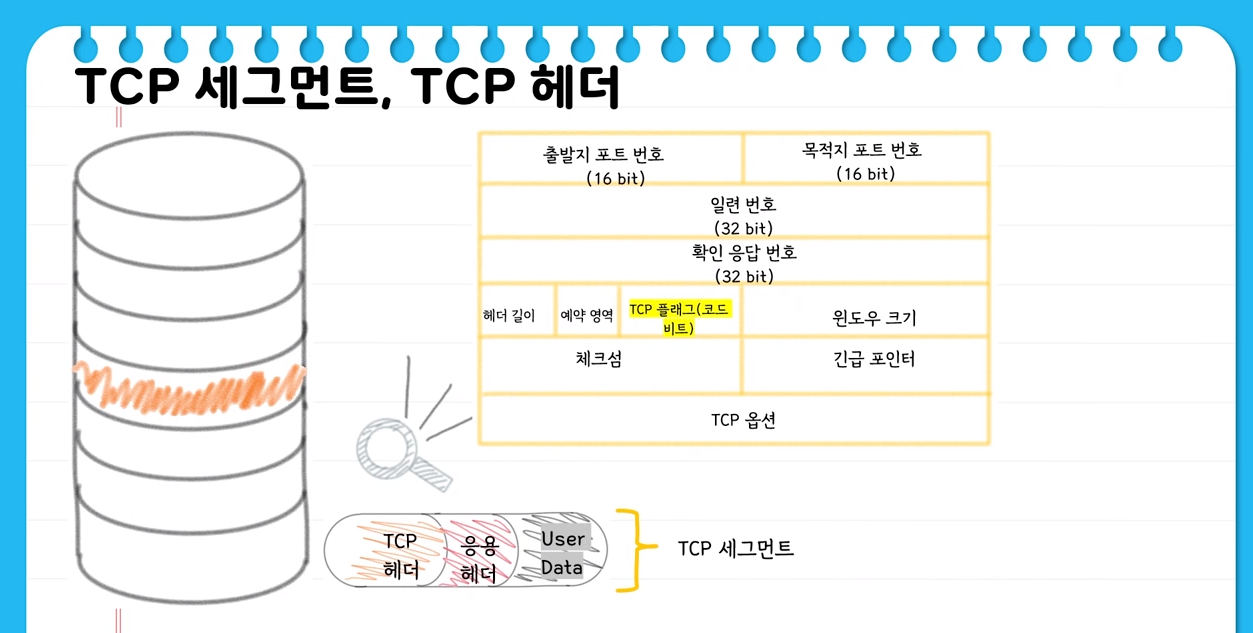 TCP 세그먼트, TCP 헤더
출발지 포트 번호
(16 bit)
목적지 포트 번호
(16 bit)
일련 번호
(32 bit)
확인 응답 번호
(32 bit)
헤더 길이
예약 영역
TCP 플래그(코드
비트)
윈도우 크기
체크섬
긴급 포인터
TCP 옵션
TCP
헤더
응용
헤더
User
Data
TCP 세그먼트